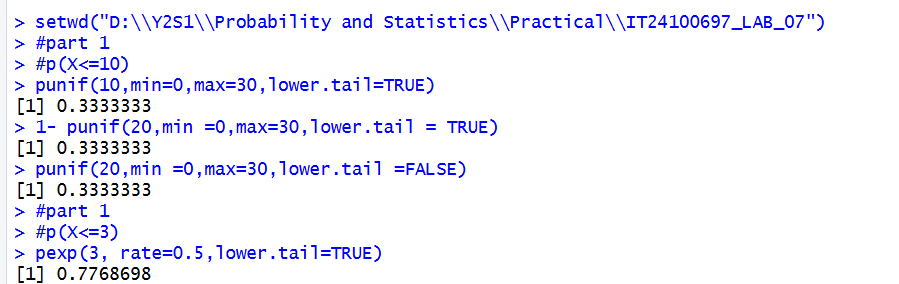 > setwd("D:\\Y2S1\\Probability and Statistics\\Practical\\IT24100697_LAB_07")
> #part 1
> #p(X<=10)
> punif(10,min=0,max=30,lower.tail=TRUE)
[1] 0.3333333
> 1- punif(20,min =0,max=30,lower.tail = TRUE)
[1] 0.3333333
> punif(20,min =0,max=30,lower.tail =FALSE)
[1] 0.3333333
> #part 1
> #p(X<=3)
> pexp(3, rate=0.5,lower.tail=TRUE)
[1] 0.7768698